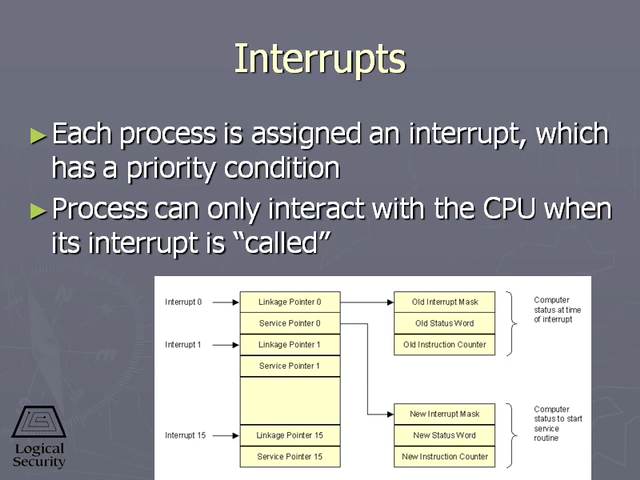 Interrupts
►Each process is assigned an interrupt, which
has a priority condition
►Process can only interact with the CPU when
its interrupt is “called”
Interrupt 0
Linkage Pointer 0
Old Interrupt Mask
Computer
status at time
of interrupt
Service Pointer 0
Old Status Word
Interrupt 1
Linkage Pointer 1
Old Instruction Counter
Service Pointer 1
New Interrupt Mask
Computer
status to start
service
routine
Interrupt 15
Linkage Pointer 15
New Status Word
Service Pointer 15
New Instruction Counter
Logical
Security